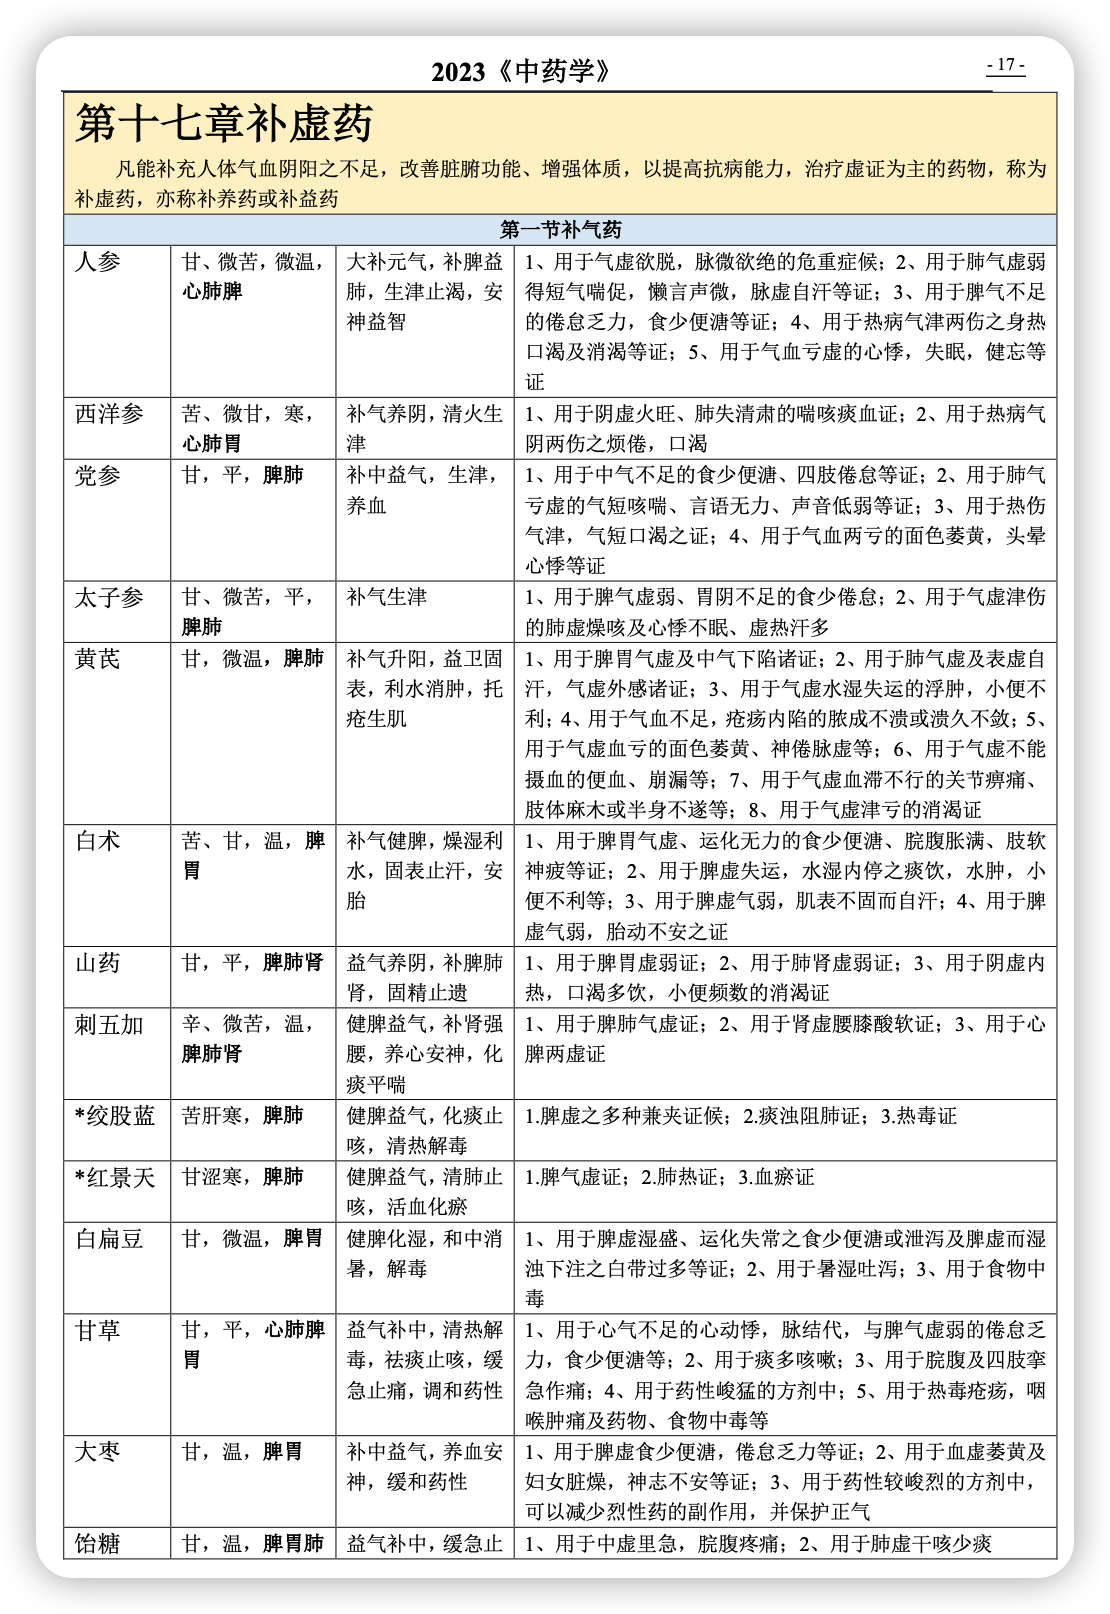 2023《中药学》
- 17 -
第十七章补虚药
凡能补充人体气血阴阳之不足，改善脏腑功能、增强体质，以提高抗病能力，治疗虚证为主的药物，称为
补虚药，亦称补养药或补益药
第一节补气药
人参
甘、微苦，微温，
心肺脾
大补元气，补脾益
肺，生津止渴，安
神益智
1、用于气虚欲脱，脉微欲绝的危重症候；2、用于肺气虚弱
得短气喘促，懒言声微，脉虚自汗等证；3、用于脾气不足
的倦怠乏力，食少便溏等证；4、用于热病气津两伤之身热
口渴及消渴等证；5、用于气血亏虚的心悸，失眠，健忘等
证
西洋参
苦、微甘，寒，
心肺胃
补气养阴，清火生
津
1、用于阴虚火旺、肺失清肃的喘咳痰血证；2、用于热病气
阴两伤之烦倦，口渴
党参
甘，平，脾肺
补中益气，生津，
养血
1、用于中气不足的食少便溏、四肢倦怠等证；2、用于肺气
亏虚的气短咳喘、言语无力、声音低弱等证；3、用于热伤
气津，气短口渴之证；4、用于气血两亏的面色萎黄，头晕
心悸等证
太子参
甘、微苦，平，
脾肺
补气生津
1、用于脾气虚弱、胃阴不足的食少倦怠；2、用于气虚津伤
的肺虚燥咳及心悸不眠、虚热汗多
黄芪
甘，微温，脾肺
补气升阳，益卫固
表，利水消肿，托
疮生肌
1、用于脾胃气虚及中气下陷诸证；2、用于肺气虚及表虚自
汗，气虚外感诸证；3、用于气虚水湿失运的浮肿，小便不
利；4、用于气血不足，疮疡内陷的脓成不溃或溃久不敛；5、
用于气虚血亏的面色萎黄、神倦脉虚等；6、用于气虚不能
摄血的便血、崩漏等；7、用于气虚血滞不行的关节痹痛、
肢体麻木或半身不遂等；8、用于气虚津亏的消渴证
白术
苦、甘，温，脾
胃
补气健脾，燥湿利
水，固表止汗，安
胎
1、用于脾胃气虚、运化无力的食少便溏、脘腹胀满、肢软
神疲等证；2、用于脾虚失运，水湿内停之痰饮，水肿，小
便不利等；3、用于脾虚气弱，肌表不固而自汗；4、用于脾
虚气弱，胎动不安之证
山药
甘，平，脾肺肾
益气养阴，补脾肺
肾，固精止遗
1、用于脾胃虚弱证；2、用于肺肾虚弱证；3、用于阴虚内
热，口渴多饮，小便频数的消渴证
刺五加
辛、微苦，温，
脾肺肾
健脾益气，补肾强
腰，养心安神，化
痰平喘
1、用于脾肺气虚证；2、用于肾虚腰膝酸软证；3、用于心
脾两虚证
*绞股蓝
苦肝寒，脾肺
健脾益气，化痰止
咳，清热解毒
1.脾虚之多种兼夹证候；2.痰浊阻肺证；3.热毒证
*红景天
甘涩寒，脾肺
健脾益气，清肺止
咳，活血化瘀
1.脾气虚证；2.肺热证；3.血瘀证
白扁豆
甘，微温，脾胃
健脾化湿，和中消
暑，解毒
1、用于脾虚湿盛、运化失常之食少便溏或泄泻及脾虚而湿
浊下注之白带过多等证；2、用于暑湿吐泻；3、用于食物中
毒
甘草
甘，平，心肺脾
胃
益气补中，清热解
毒，祛痰止咳，缓
急止痛，调和药性
1、用于心气不足的心动悸，脉结代，与脾气虚弱的倦怠乏
力，食少便溏等；2、用于痰多咳嗽；3、用于脘腹及四肢挛
急作痛；4、用于药性峻猛的方剂中；5、用于热毒疮疡，咽
喉肿痛及药物、食物中毒等
大枣
甘，温，脾胃
补中益气，养血安
神，缓和药性
1、用于脾虚食少便溏，倦怠乏力等证；2、用于血虚萎黄及
妇女脏燥，神志不安等证；3、用于药性较峻烈的方剂中，
可以减少烈性药的副作用，并保护正气
饴糖
甘，温，脾胃肺
益气补中，缓急止
1、用于中虚里急，脘腹疼痛；2、用于肺虚干咳少痰